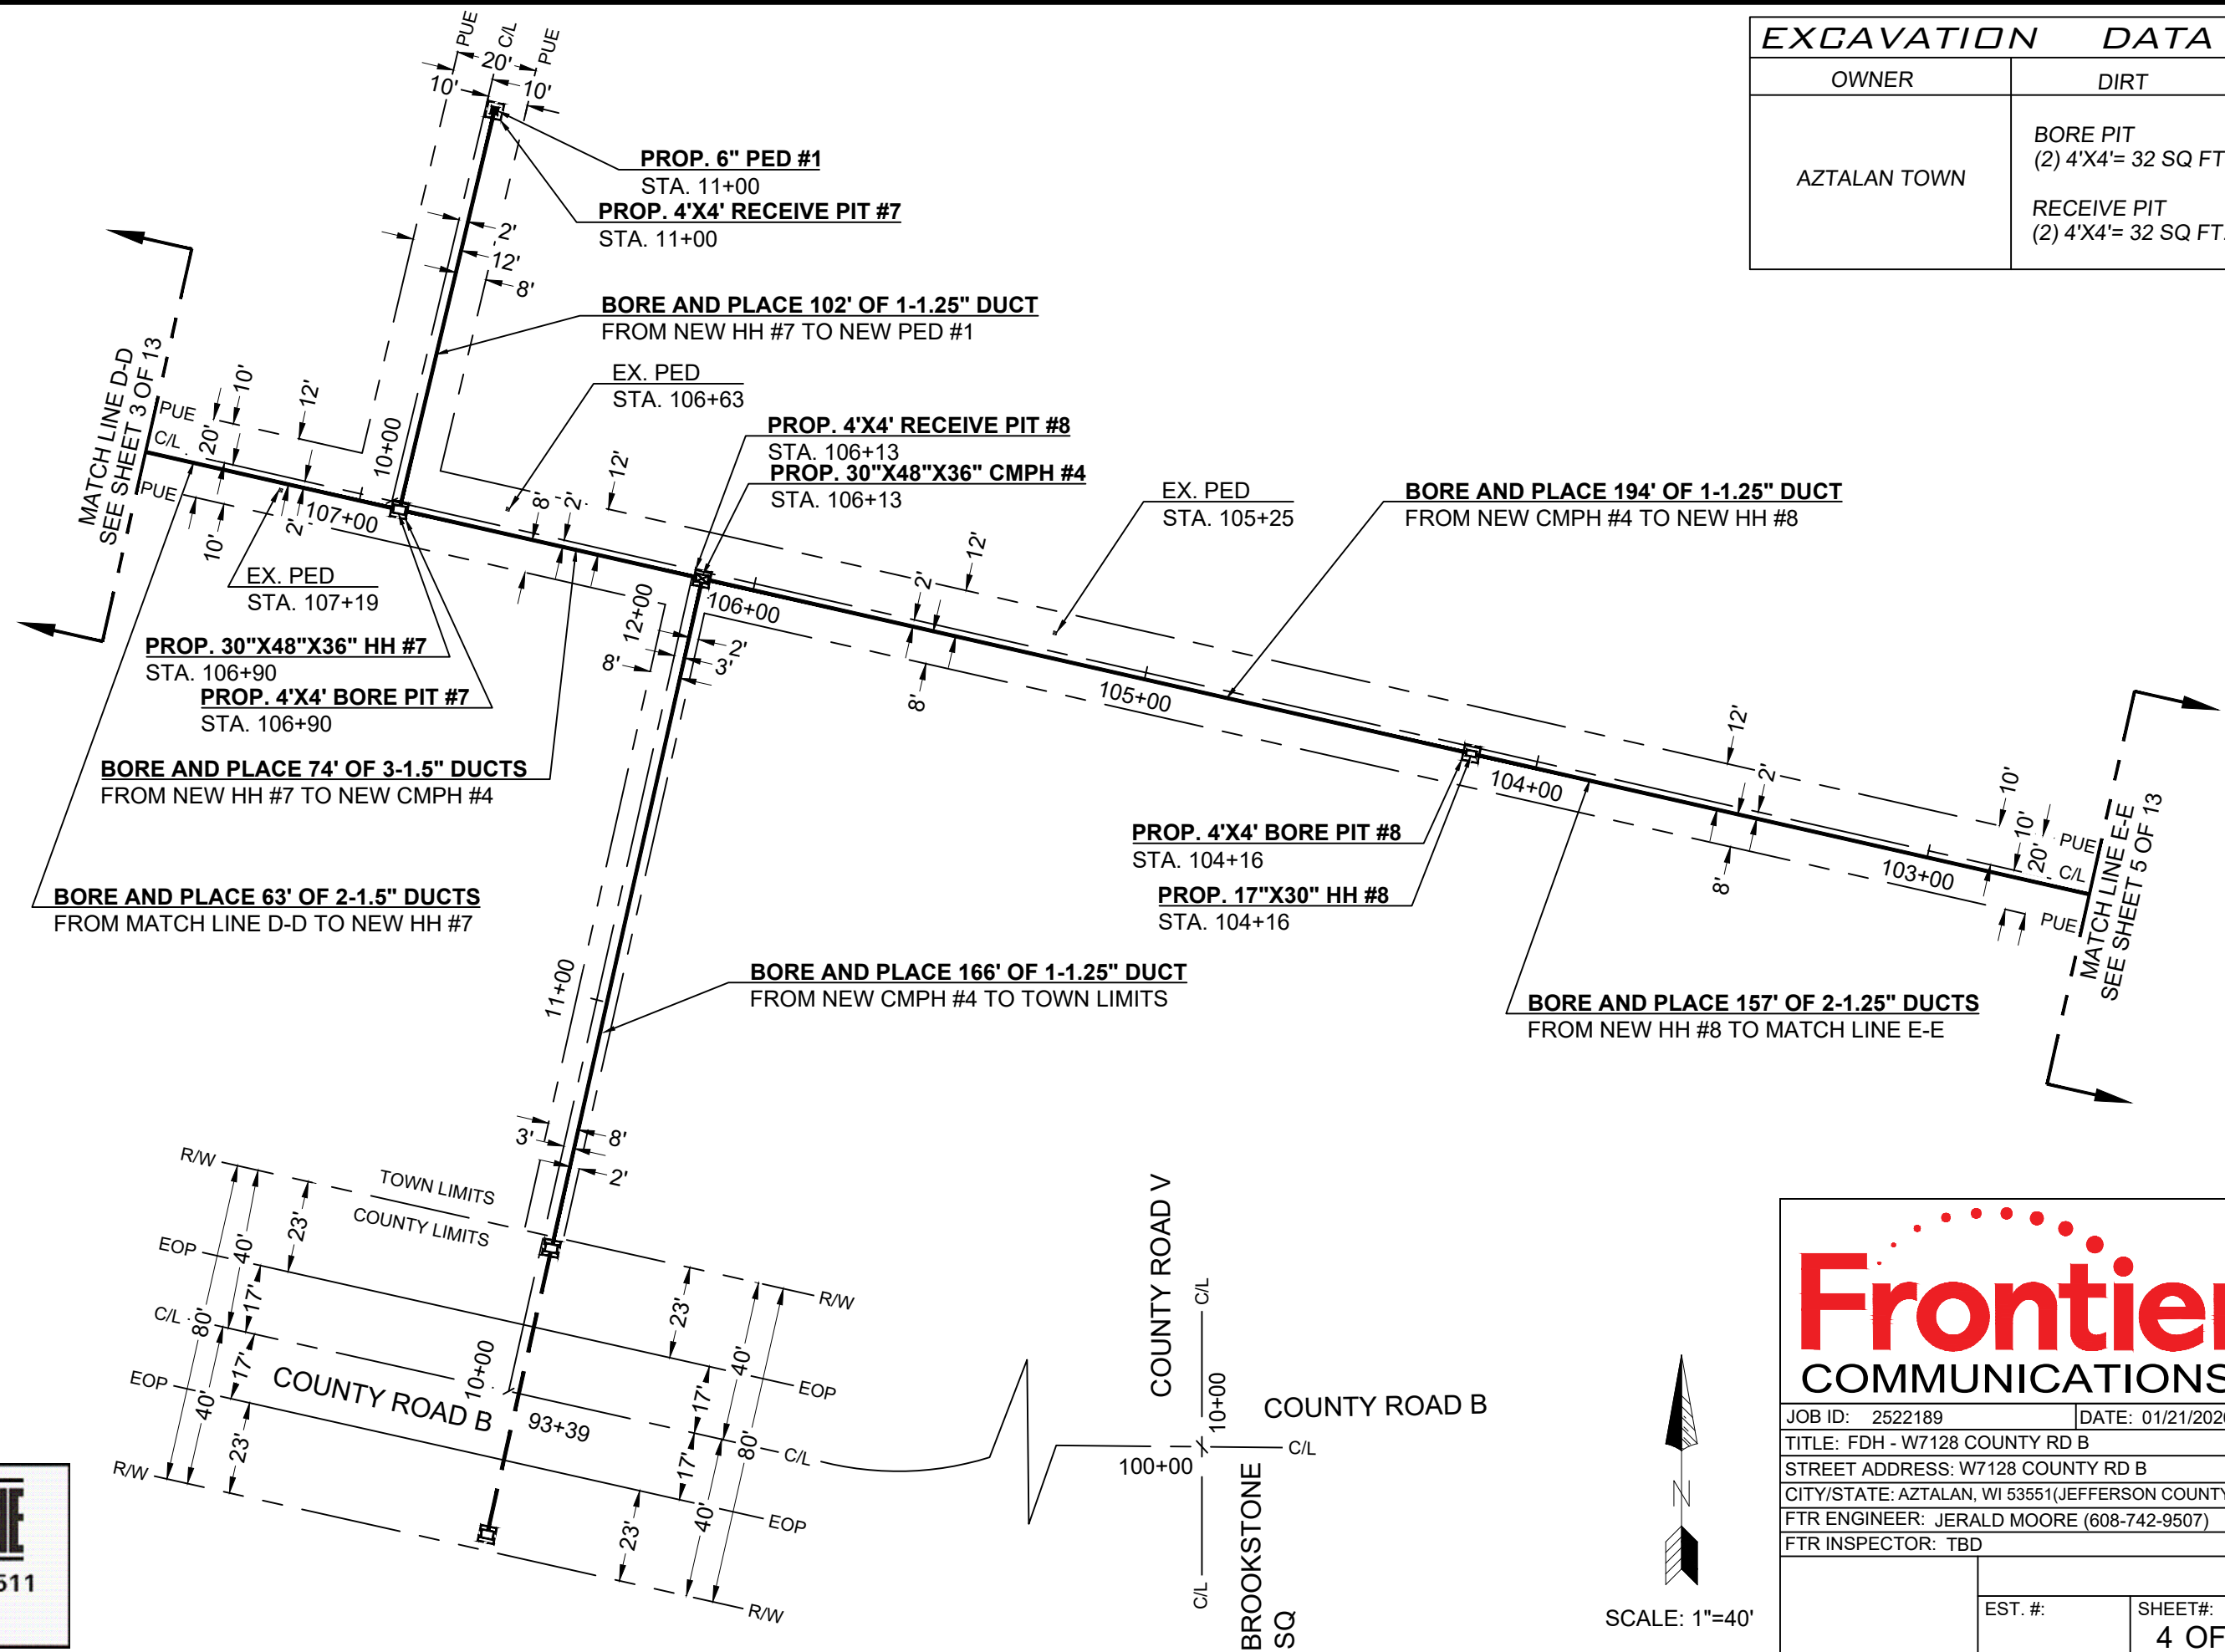 EXCAVATION DATA
OWNER
DIRT
AZTALAN TOWN
BORE PIT
(2) 4'X4'= 32 SQ FT
RECEIVE PIT
(2) 4'X4'= 32 SQ FT.
PUE
C/L
PUE
20'
10'
10'
PROP. 6" PED #1
STA. 11+00
PROP. 4'X4' RECEIVE PIT #7
STA. 11+00
2'
12'
8'
BORE AND PLACE 102' OF 1-1.25" DUCT
FROM NEW HH #7 TO NEW PED #1
EX. PED
STA. 106+63
PROP. 4'X4' RECEIVE PIT #8
STA. 106+13
PROP. 30"X48"X36" CMPH #4
STA. 106+13
EX. PED
STA. 105+25
BORE AND PLACE 194' OF 1-1.25" DUCT
FROM NEW CMPH #4 TO NEW HH #8
MATCH LINE D-D
SEE SHEET 3 OF 13
PUE
C/L
PUE
20'
10'
12'
10'
2'
10+00
107+00
8'
2'
12'
EX. PED
STA. 107+19
PROP. 30"X48"X36" HH #7
STA. 106+90
PROP. 4'X4' BORE PIT #7
STA. 106+90
BORE AND PLACE 74' OF 3-1.5" DUCTS
FROM NEW HH #7 TO NEW CMPH #4
BORE AND PLACE 63' OF 2-1.5" DUCTS
FROM MATCH LINE D-D TO NEW HH #7
12+00
106+00
8'
2'
3'
2'
12'
8'
105+00
104+00
12'
2'
8'
103+00
10'
10'
20'
PUE
C/L
PUE
MATCH LINE E-E
SEE SHEET 5 OF 13
PROP. 4'X4' BORE PIT #8
STA. 104+16
PROP. 17"X30" HH #8
STA. 104+16
BORE AND PLACE 157' OF 2-1.25" DUCTS
FROM NEW HH #8 TO MATCH LINE E-E
11+00
BORE AND PLACE 166' OF 1-1.25" DUCT
FROM NEW CMPH #4 TO TOWN LIMITS
3'
8'
2'
R/W
TOWN LIMITS
COUNTY LIMITS
EOP
C/L
EOP
R/W
23'
40'
17'
80'
17'
40'
23'
COUNTY ROAD B
10+00
93+39
23'
40'
17'
80'
17'
40'
23'
R/W
EOP
C/L
EOP
R/W
COUNTY ROAD V
C/L
10+00
COUNTY ROAD B
C/L
100+00
C/L
BROOKSTONE
SQ
N
SCALE: 1"=40'
Frontier
COMMUNICATIONS
JOB ID: 2522189
DATE: 01/21/202
TITLE: FDH - W7128 COUNTY RD B
STREET ADDRESS: W7128 COUNTY RD B
CITY/STATE: AZTALAN, WI 53551(JEFFERSON COUNTY
FTR ENGINEER: JERALD MOORE (608-742-9507)
FTR INSPECTOR: TBD
EST. #:
SHEET#:
4 OF
511